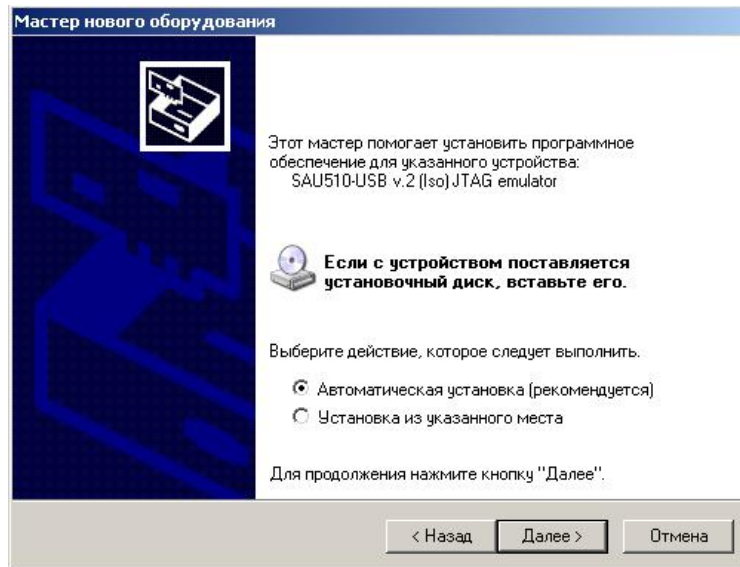 Мастер нового оборудования
Этот мастер помогает установить программное
обеспечение для указанного устройства:
SAU510-USB v.2 (Iso) JTAG emulator
Если с устройством поставляется
установочный диск, вставьте его.
Выберите действие, которое следует выполнить.
Автоматическая установка (рекомендуется)
Установка из указанного места
Для продолжения нажмите кнопку "Далее".
< Назад Далее > Отмена